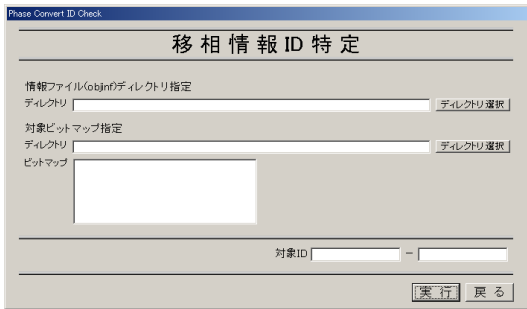 Phase Convert ID Check
移相情報ID特定
情報ファイル(objinf)ディレクトリ指定
ディレクトリ ディレクトリ選択
対象ビットマップ指定
ディレクトリ ディレクトリ選択
ビットマップ
対象ID －
実行 戻る